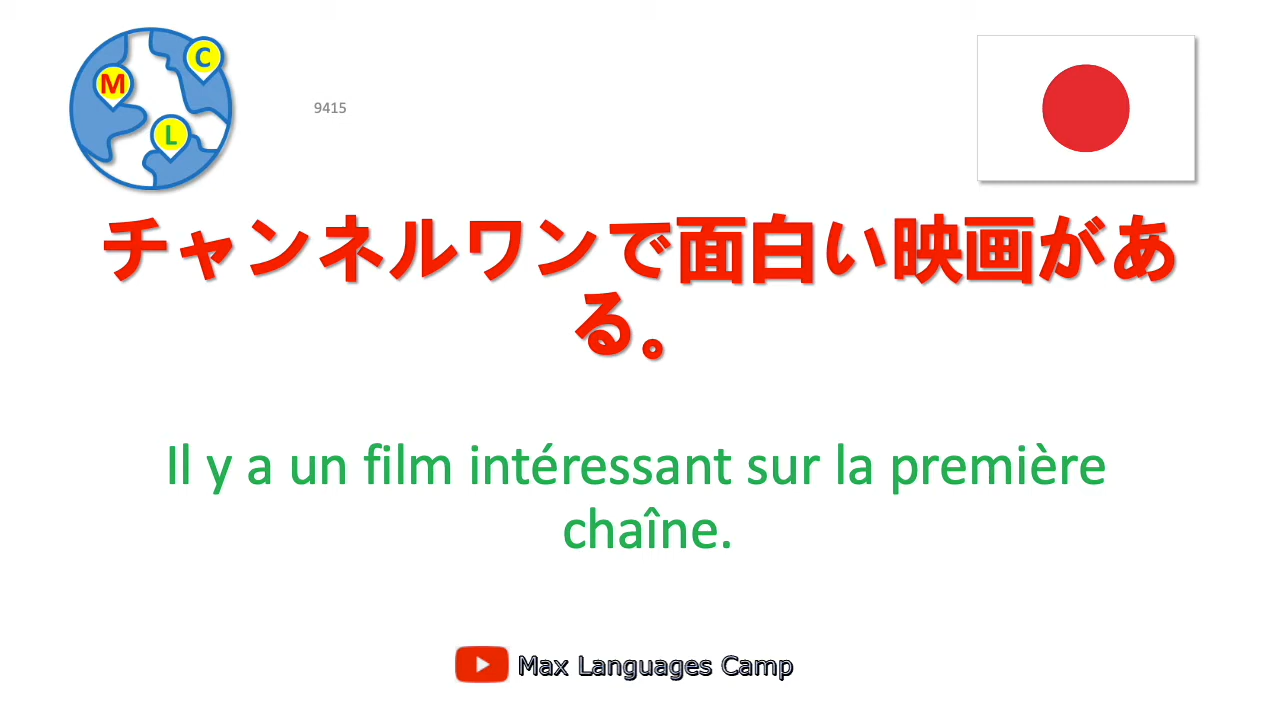 C
M
L
9415
チャンネルワンで面白い映画があ
る。
Il y a un film intéressant sur la première
chaîne.
Max Languages Camp